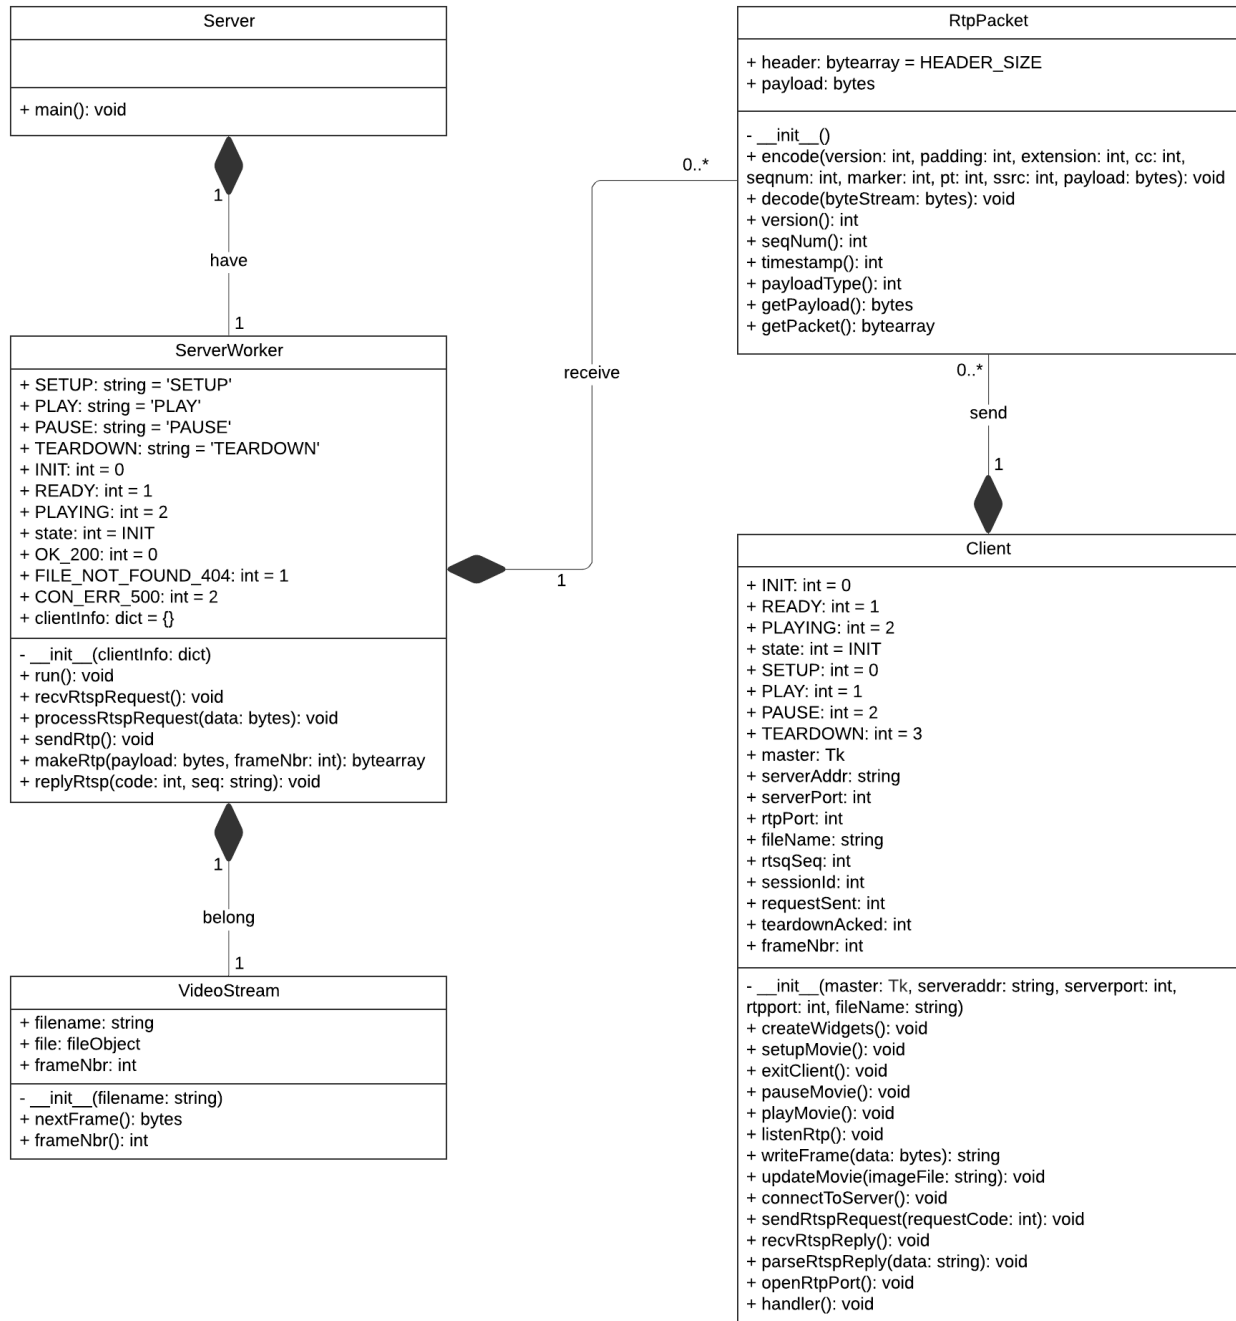 Server
+ main(): void
1
have
1
ServerWorker
+ SETUP: string = 'SETUP'
+ PLAY: string = 'PLAY'
+ PAUSE: string = 'PAUSE'
+ TEARDOWN: string = 'TEARDOWN'
+ INIT: int = 0
+ READY: int = 1
+ PLAYING: int = 2
+ state: int = INIT
+ OK_200: int = 0
+ FILE_NOT_FOUND_404: int = 1
+ CON_ERR_500: int = 2
+ clientInfo: dict = {}
- __init__(clientInfo: dict)
+ run(): void
+ recvRtspRequest(): void
+ processRtspRequest(data: bytes): void
+ sendRtp(): void
+ makeRtp(payload: bytes, frameNbr: int): bytearray
+ replyRtsp(code: int, seq: string): void
1
belong
1
VideoStream
+ filename: string
+ file: fileObject
+ frameNbr: int
- __init__(filename: string)
+ nextFrame(): bytes
+ frameNbr(): int
1
receive
0..*
RtpPacket
+ header: bytearray = HEADER_SIZE
+ payload: bytes
- __init__()
+ encode(version: int, padding: int, extension: int, cc: int,
seqnum: int, marker: int, pt: int, ssrc: int, payload: bytes): void
+ decode(byteStream: bytes): void
+ version(): int
+ seqNum(): int
+ timestamp(): int
+ payloadType(): int
+ getPayload(): bytes
+ getPacket(): bytearray
0..*
send
1
Client
+ INIT: int = 0
+ READY: int = 1
+ PLAYING: int = 2
+ state: int = INIT
+ SETUP: int = 0
+ PLAY: int = 1
+ PAUSE: int = 2
+ TEARDOWN: int = 3
+ master: Tk
+ serverAddr: string
+ serverPort: int
+ rtpPort: int
+ fileName: string
+ rtsqSeq: int
+ sessionId: int
+ requestSent: int
+ teardownAcked: int
+ frameNbr: int
- __init__(master: Tk, serveraddr: string, serverport: int,
rtpport: int, fileName: string)
+ createWidgets(): void
+ setupMovie(): void
+ exitClient(): void
+ pauseMovie(): void
+ playMovie(): void
+ listenRtp(): void
+ writeFrame(data: bytes): string
+ updateMovie(imageFile: string): void
+ connectToServer(): void
+ sendRtspRequest(requestCode: int): void
+ recvRtspReply(): void
+ parseRtspReply(data: string): void
+ openRtpPort(): void
+ handler(): void